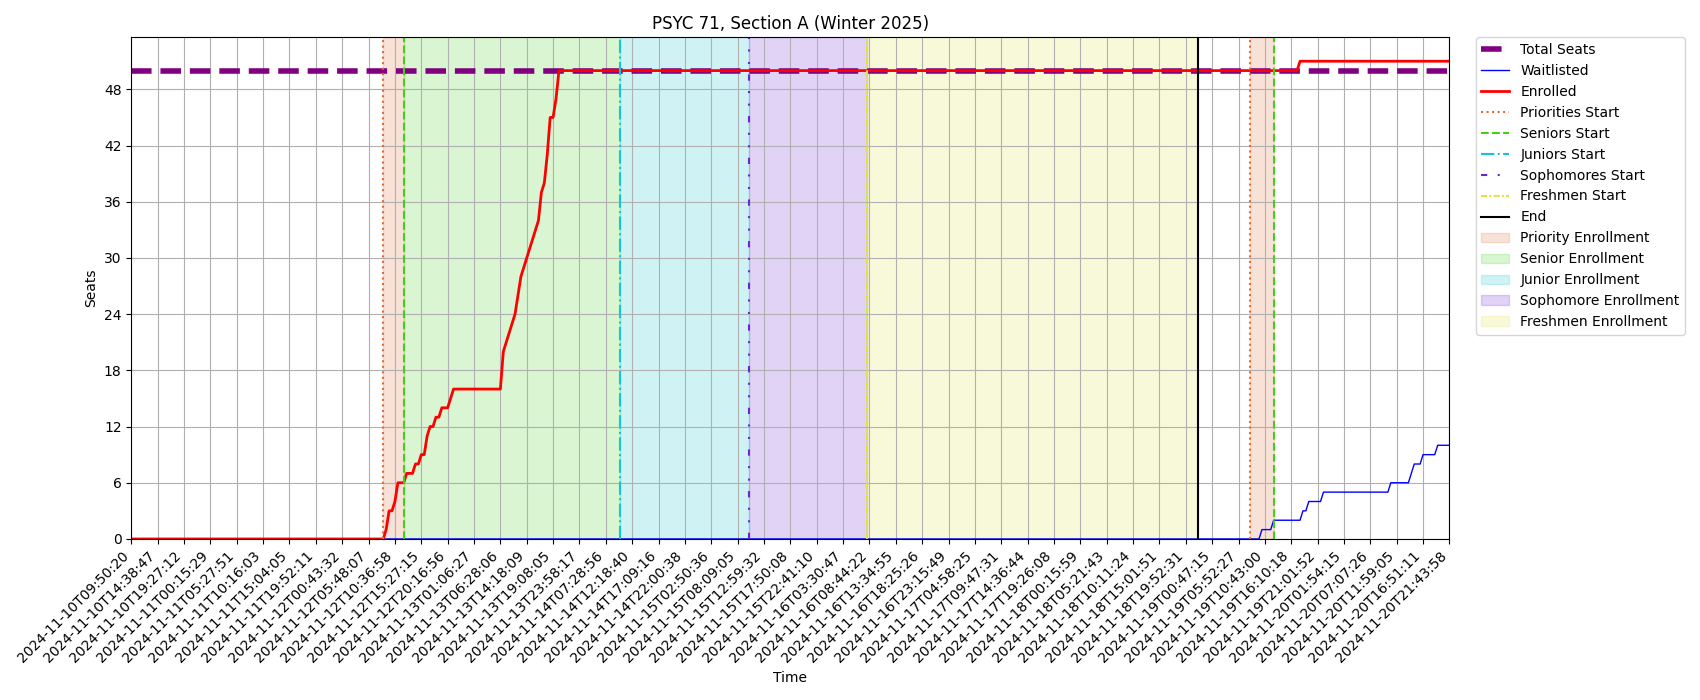 PSYC 71, Section A (Winter 2025)
Total Seats
Waitlisted
Enrolled
Priorities Start
Seniors Start
Juniors Start
Sophomores Start
Freshmen Start
End
Priority Enrollment
Senior Enrollment
Junior Enrollment
Sophomore Enrollment
Freshmen Enrollment
Seats
48
42
36
30
24
18
12
6
0
2024-11-10T09:50:20
2024-11-10T14:38:47
2024-11-10T19:27:12
2024-11-11T00:15:29
2024-11-11T05:27:51
2024-11-11T10:16:03
2024-11-11T15:04:05
2024-11-11T19:52:11
2024-11-12T00:43:32
2024-11-12T05:48:07
2024-11-12T10:36:58
2024-11-12T15:27:15
2024-11-12T20:16:56
2024-11-13T01:06:27
2024-11-13T06:28:06
2024-11-13T14:18:09
2024-11-13T19:08:05
2024-11-13T23:58:17
2024-11-14T07:28:56
2024-11-14T12:18:40
2024-11-14T17:09:16
2024-11-14T22:00:38
2024-11-15T02:50:36
2024-11-15T08:09:05
2024-11-15T12:59:32
2024-11-15T17:50:08
2024-11-15T22:41:10
2024-11-16T03:30:47
2024-11-16T08:44:22
2024-11-16T13:34:55
2024-11-16T18:25:26
2024-11-16T23:15:49
2024-11-17T04:58:25
2024-11-17T09:47:31
2024-11-17T14:36:44
2024-11-17T19:26:08
2024-11-18T00:15:59
2024-11-18T05:21:43
2024-11-18T10:11:24
2024-11-18T15:01:51
2024-11-18T19:52:31
2024-11-19T00:47:15
2024-11-19T05:52:27
2024-11-19T10:43:00
2024-11-19T16:10:18
2024-11-19T21:01:52
2024-11-20T01:54:15
2024-11-20T07:07:26
2024-11-20T11:59:05
2024-11-20T16:51:11
2024-11-20T21:43:58
Time